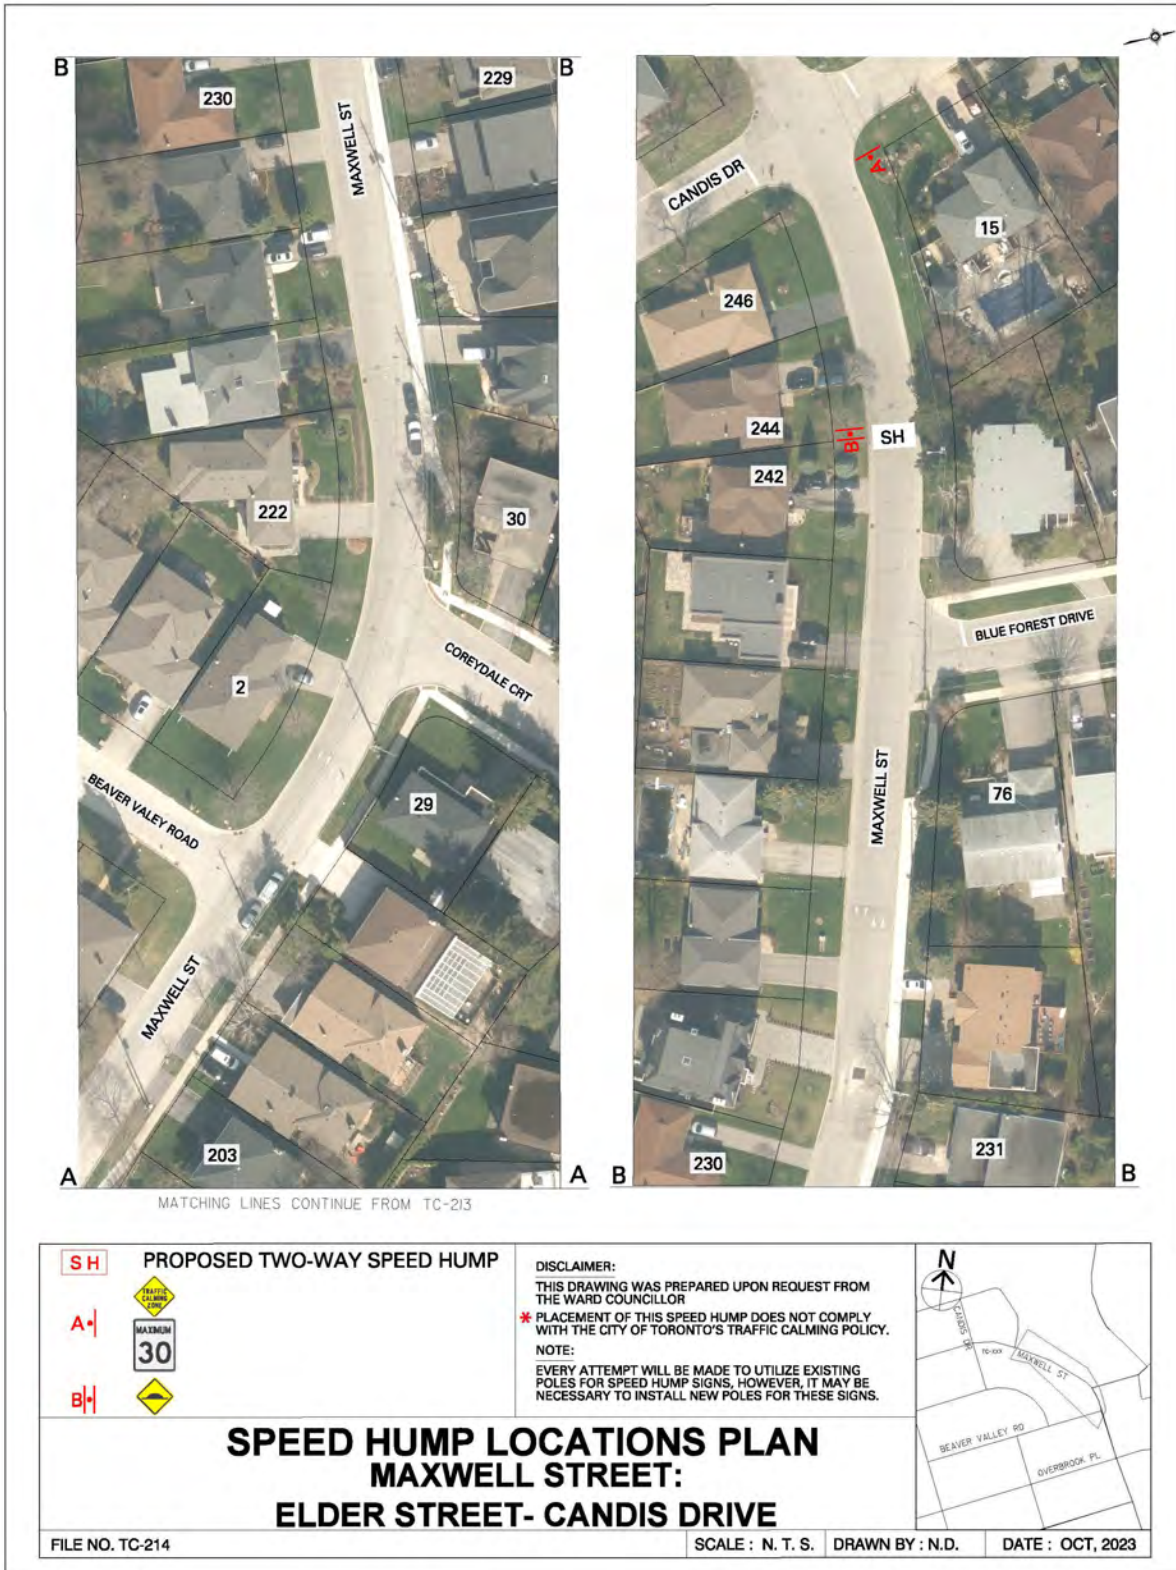 B
B
230
229
MAXWELL ST
222
30
2
COREYDALE CRT
BEAVER VALEY ROAD
29
MAXWELL ST
203
A
A
MATCHING LINES CONTINUE FROM TC-213
CANDIS DR
A
15
246
244
B
SH
242
BLUE FOREST DRIVE
MAXWELL ST
76
230
231
B
B
SH PROPOSED TWO-WAY SPEED HUMP
TRAFFIC
CALMING
ZONE
A
MAXIMUM
30
B
DISCLAIMER:
THIS DRAWING WAS PREPARED UPON REQUEST FROM
THE WARD COUNCILLOR
* PLACEMENT OF THIS SPEED HUMP DOES NOT COMPLY
WITH THE CITY OF TORONTO'S TRAFFIC CALMING POLICY.
NOTE:
EVERY ATTEMPT WILL BE MADE TO UTILIZE EXISTING
POLES FOR SPEED HUMP SIGNS, HOWEVER, IT MAY BE
NECESSARY TO INSTALL NEW POLES FOR THESE SIGNS.
N
CANDIS DR
TC-XXX
MAXWELL ST
BEAVER VALLEY RD
OVERBROOK PL
SPEED HUMP LOCATIONS PLAN
MAXWELL STREET:
ELDER STREET- CANDIS DRIVE
FILE NO. TC-214
SCALE : N. T. S.
DRAWN BY : N.D.
DATE : OCT, 2023